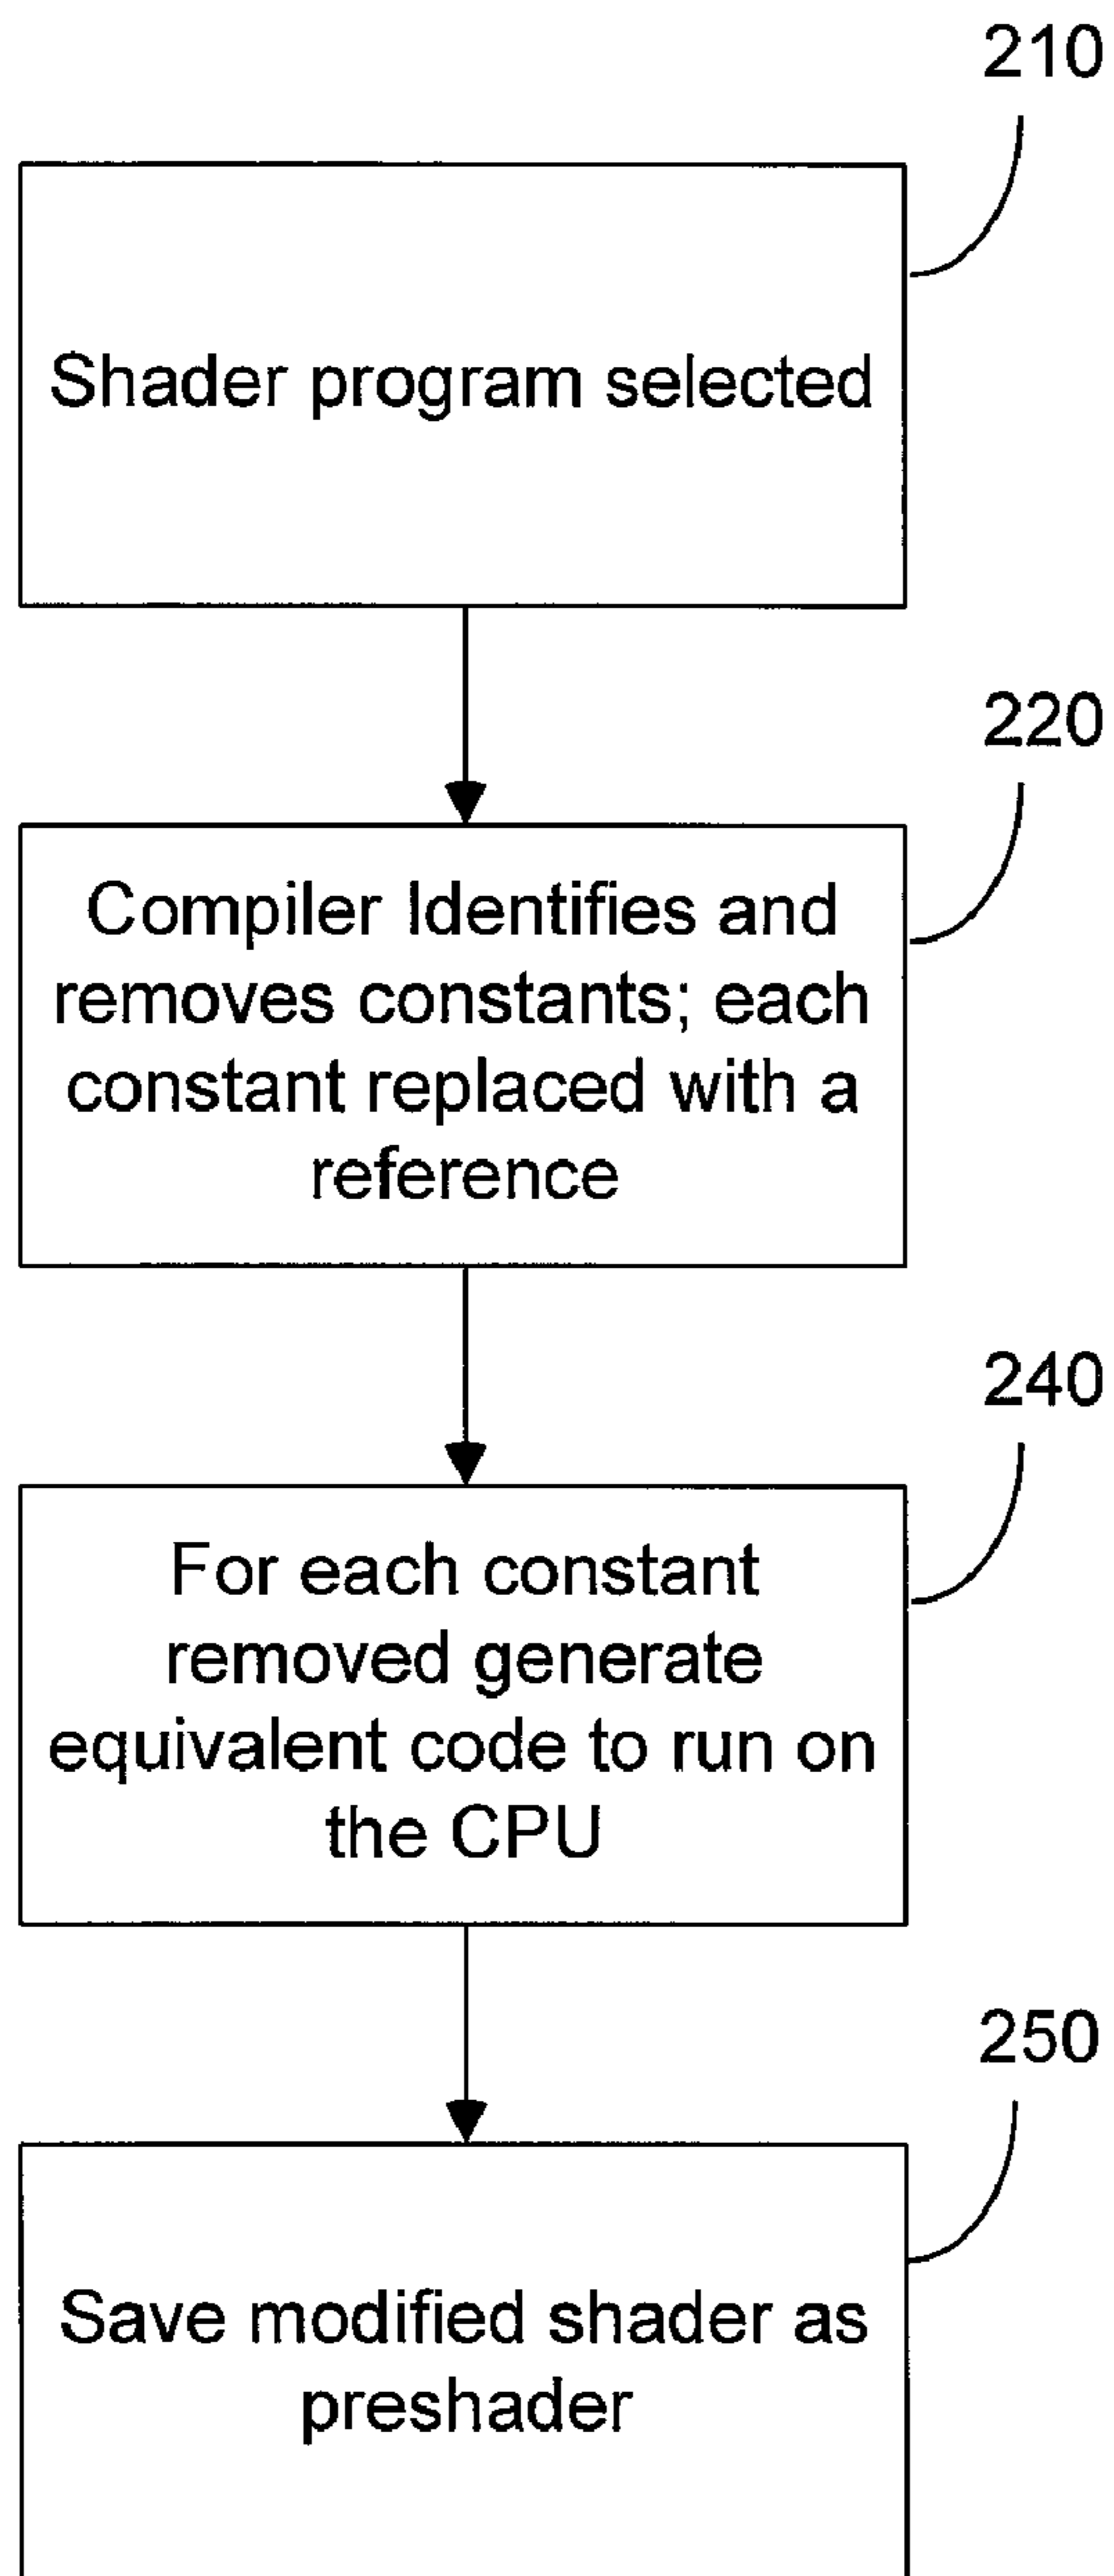 210
Shader program selected
220
Compiler Identifies and
removes constants; each
constant replaced with a
reference
240
For each constant
removed generate
equivalent code to run on
the CPU
250
Save modified shader as
preshader